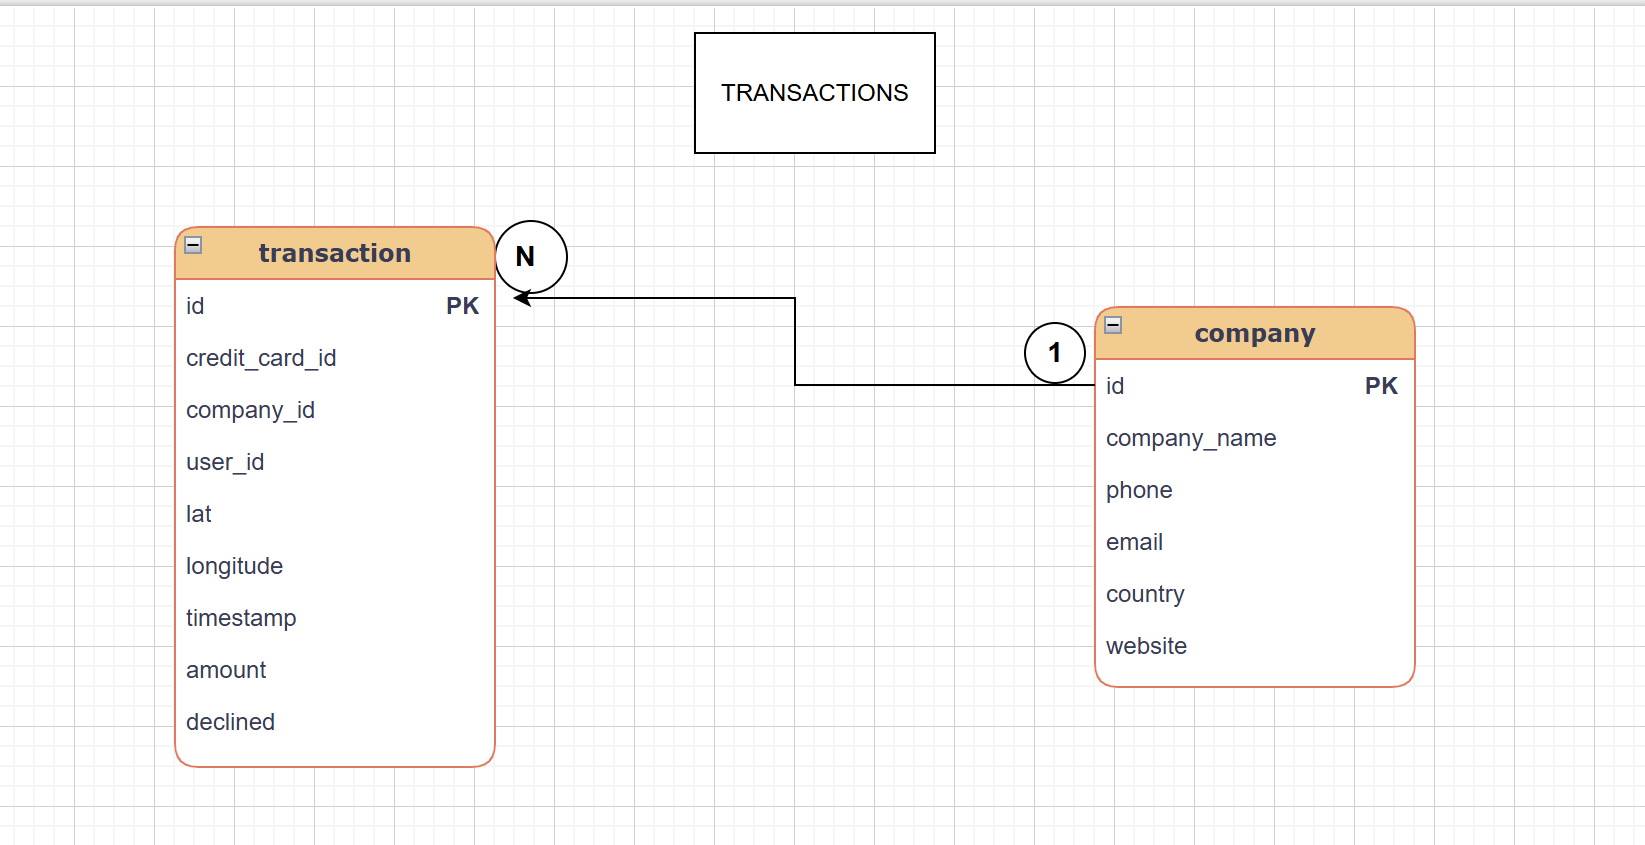 TRANSACTIONS
transaction
N
id PK
credit_card_id
company_id
user_id
lat
longitude
timestamp
amount
declined
1
company
id PK
company_name
phone
email
country
website